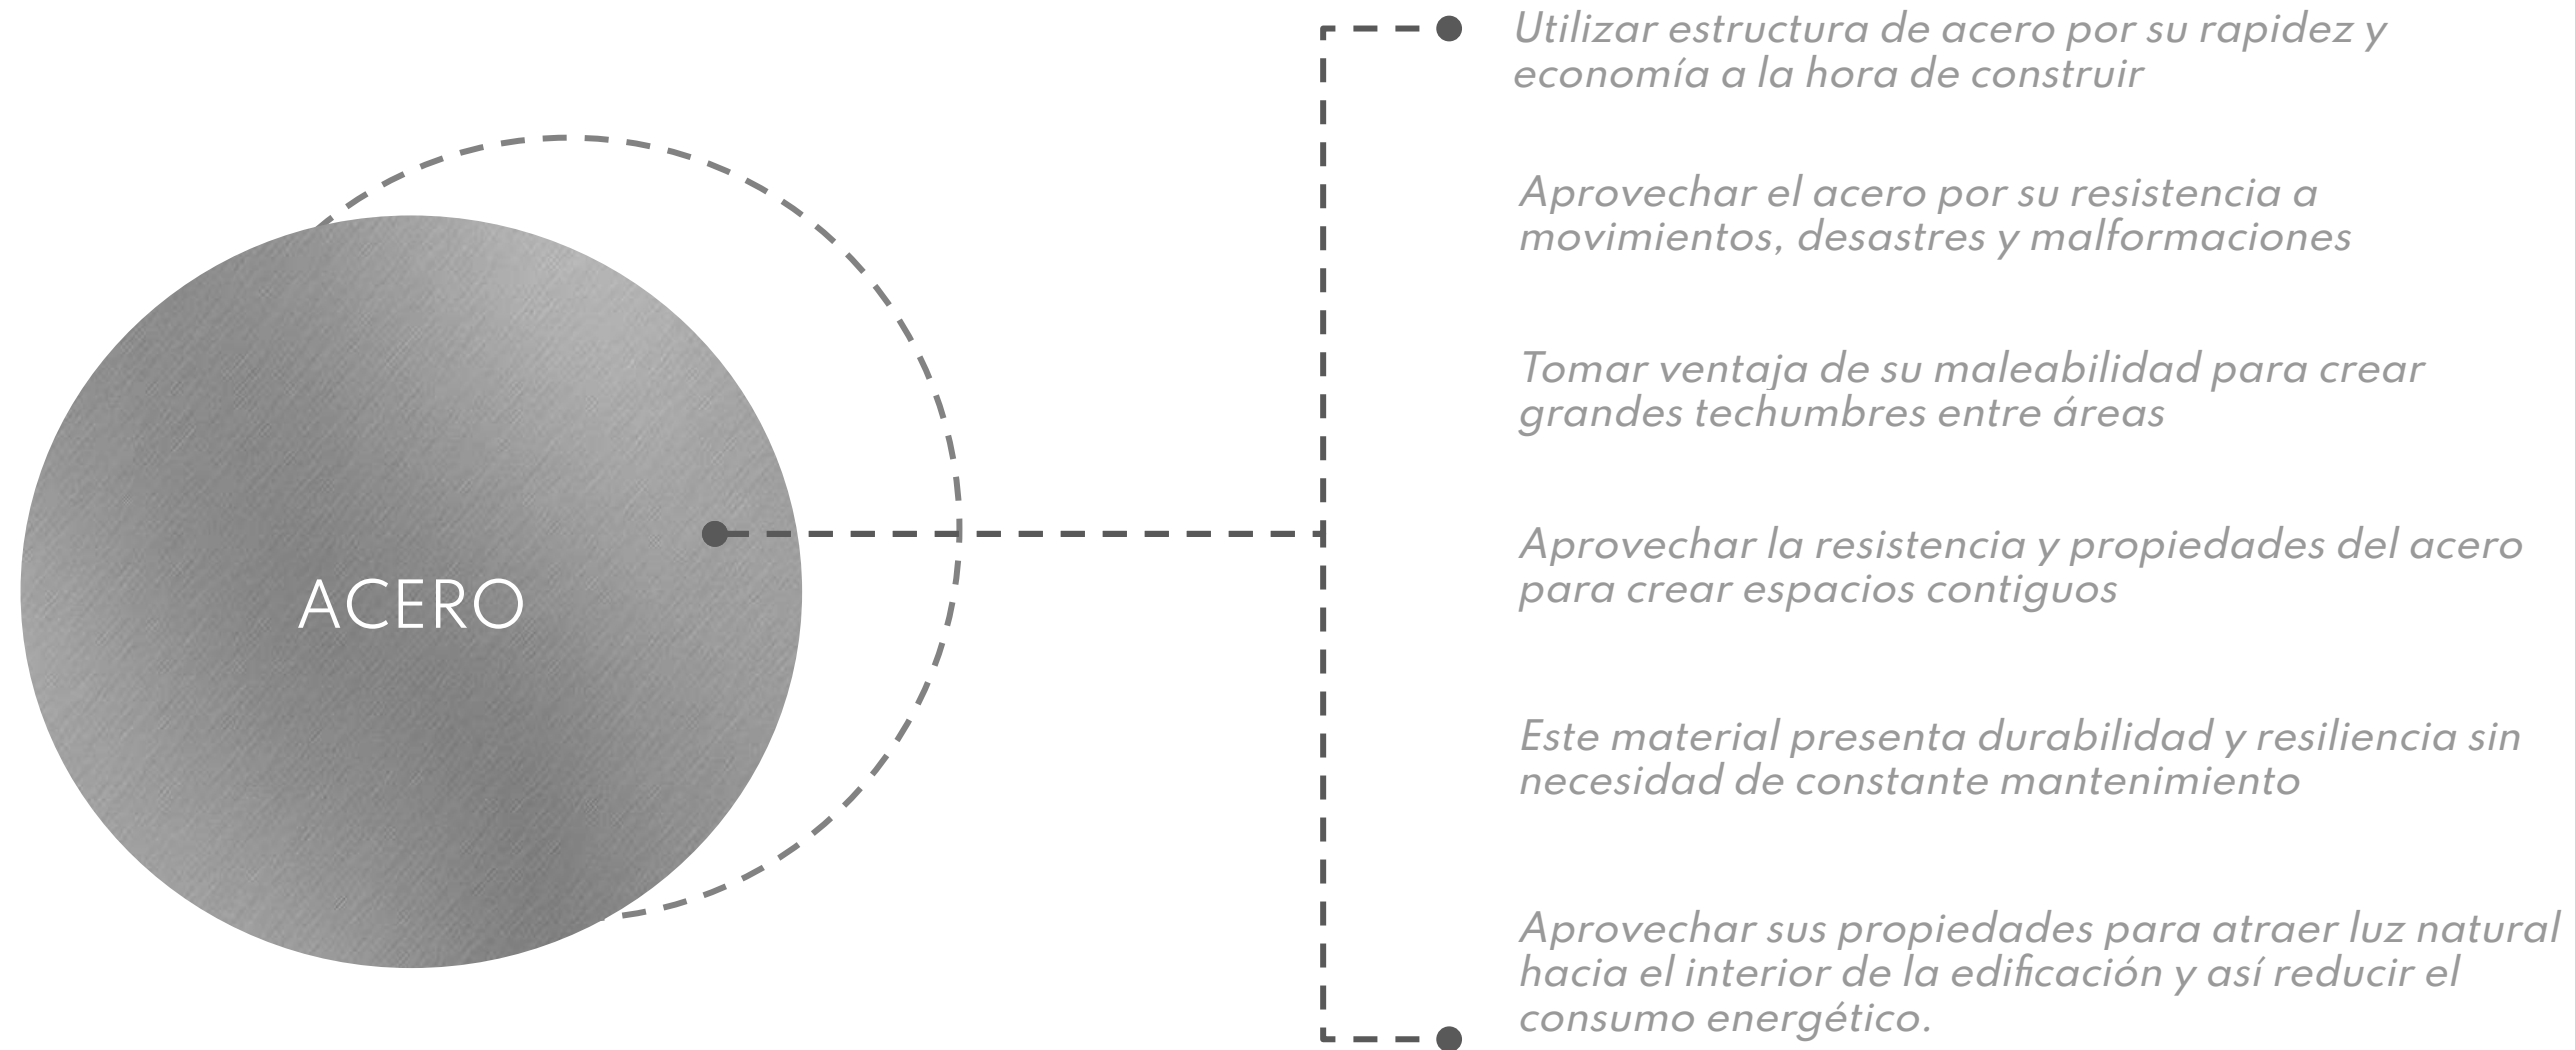 ACERO
Utilizar estructura de acero por su rapidez y
economía a la hora de construir
Aprovechar el acero por su resistencia a
movimientos, desastres y malformaciones
Tomar ventaja de su maleabilidad para crear
grandes techumbres entre áreas
Aprovechar la resistencia y propiedades del acero
para crear espacios contiguos
Este material presenta durabilidad y resiliencia sin
necesidad de constante mantenimiento
Aprovechar sus propiedades para atraer luz natural
hacia el interior de la edificación y así reducir el
consumo energético.